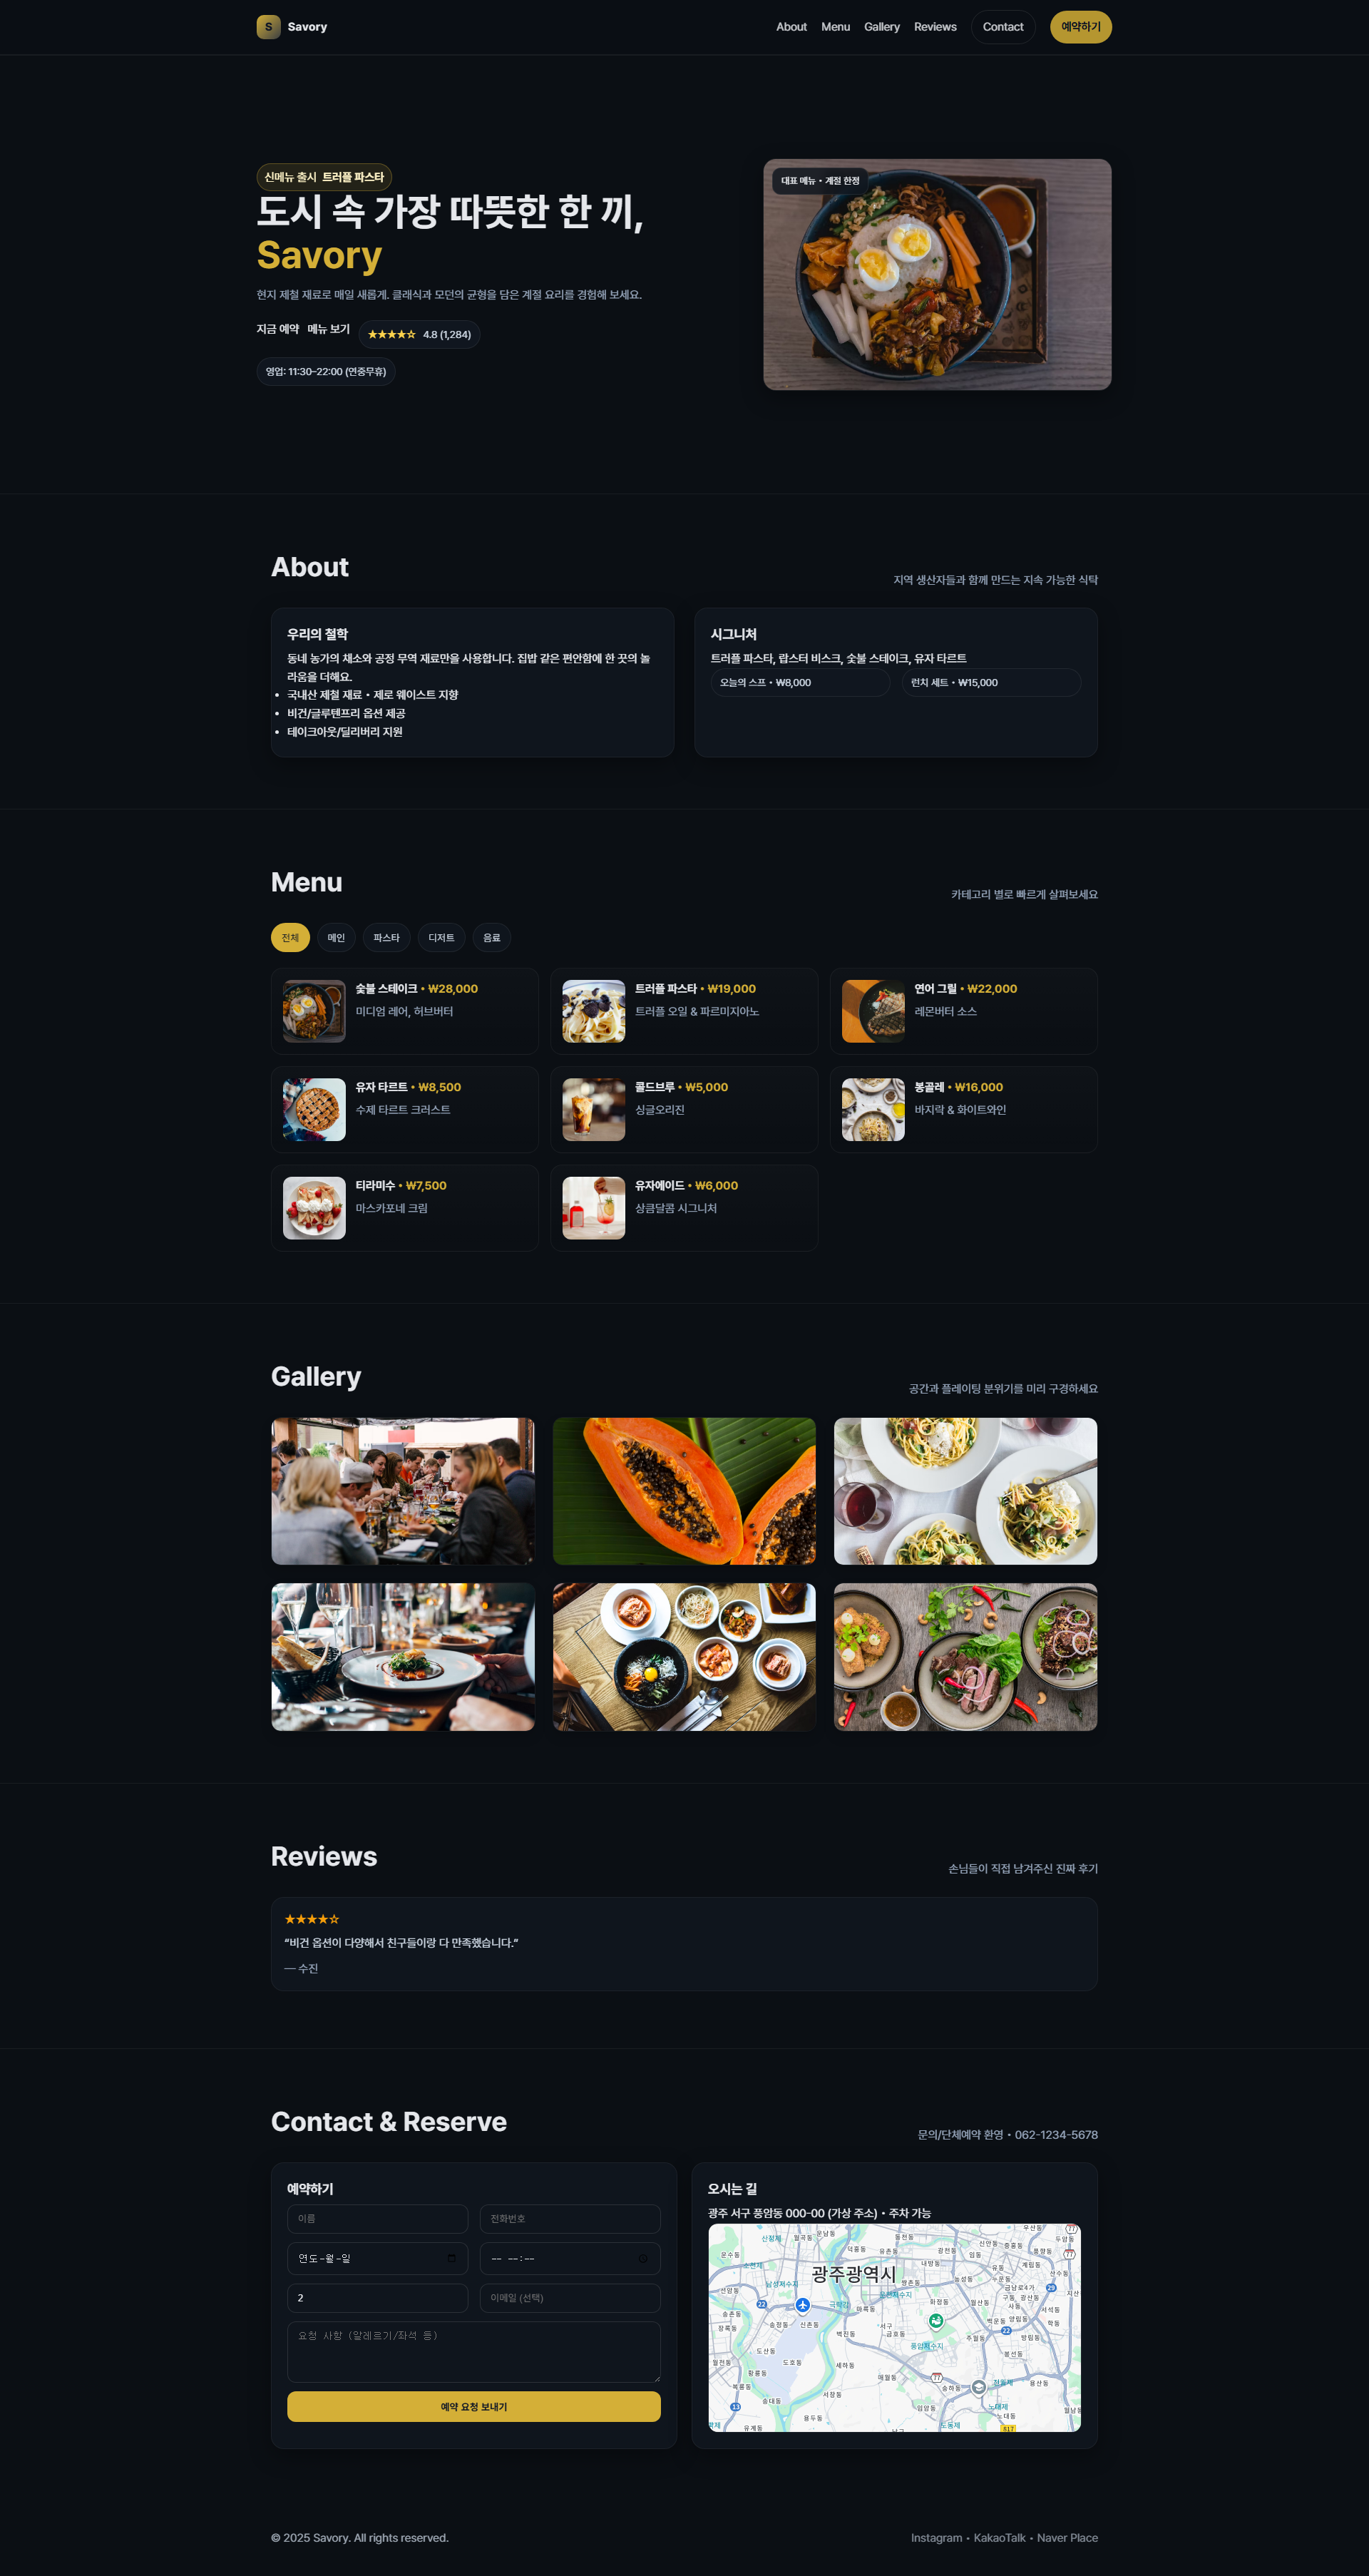 S Savory
About Menu Gallery Reviews Contact 예약하기
신메뉴 출시 트러플 파스타
대표 메뉴 • 계절 한정
도시 속 가장 따뜻한 한 끼,
Savory
현지 제철 재료로 매일 새롭게. 클래식과 모던의 균형을 담은 계절 요리를 경험해 보세요.
지금 예약 메뉴 보기 ★★★★☆ 4.8 (1,284)
영업: 11:30–22:00 (연중무휴)
About
지역 생산자들과 함께 만드는 지속 가능한 식탁
우리의 철학
동네 농가의 채소와 공정 무역 재료만을 사용합니다. 집밥 같은 편안함에 한 끗의 놀
라움을 더해요.
• 국내산 제철 재료 • 제로 웨이스트 지향
• 비건/글루텐프리 옵션 제공
• 테이크아웃/딜리버리 지원
시그니처
트러플 파스타, 랍스터 비스크, 숯불 스테이크, 유자 타르트
오늘의 스프 • ₩8,000
런치 세트 • ₩15,000
Menu
카테고리 별로 빠르게 살펴보세요
전체 메인 파스타 디저트 음료
숯불 스테이크 • ₩28,000
미디엄 레어, 허브버터
트러플 파스타 • ₩19,000
트러플 오일 & 파르미지아노
연어 그릴 • ₩22,000
레몬버터 소스
유자 타르트 • ₩8,500
수제 타르트 크러스트
콜드브루 • ₩5,000
싱글오리진
봉골레 • ₩16,000
바지락 & 화이트와인
티라미수 • ₩7,500
마스카포네 크림
유자에이드 • ₩6,000
상큼달콤 시그니처
Gallery
공간과 플레이팅 분위기를 미리 구경하세요
Reviews
손님들이 직접 남겨주신 진짜 후기
★★★★☆
“비건 옵션이 다양해서 친구들이랑 다 만족했습니다.”
— 수진
Contact & Reserve
문의/단체예약 환영 • 062-1234-5678
예약하기
이름
전화번호
연도-월-일
-- --:--
2
이메일 (선택)
요청 사항 (알레르기/좌석 등)
예약 요청 보내기
오시는 길
광주 서구 풍암동 000-00 (가상 주소) • 주차 가능
광주광역시
© 2025 Savory. All rights reserved.
Instagram • KakaoTalk • Naver Place